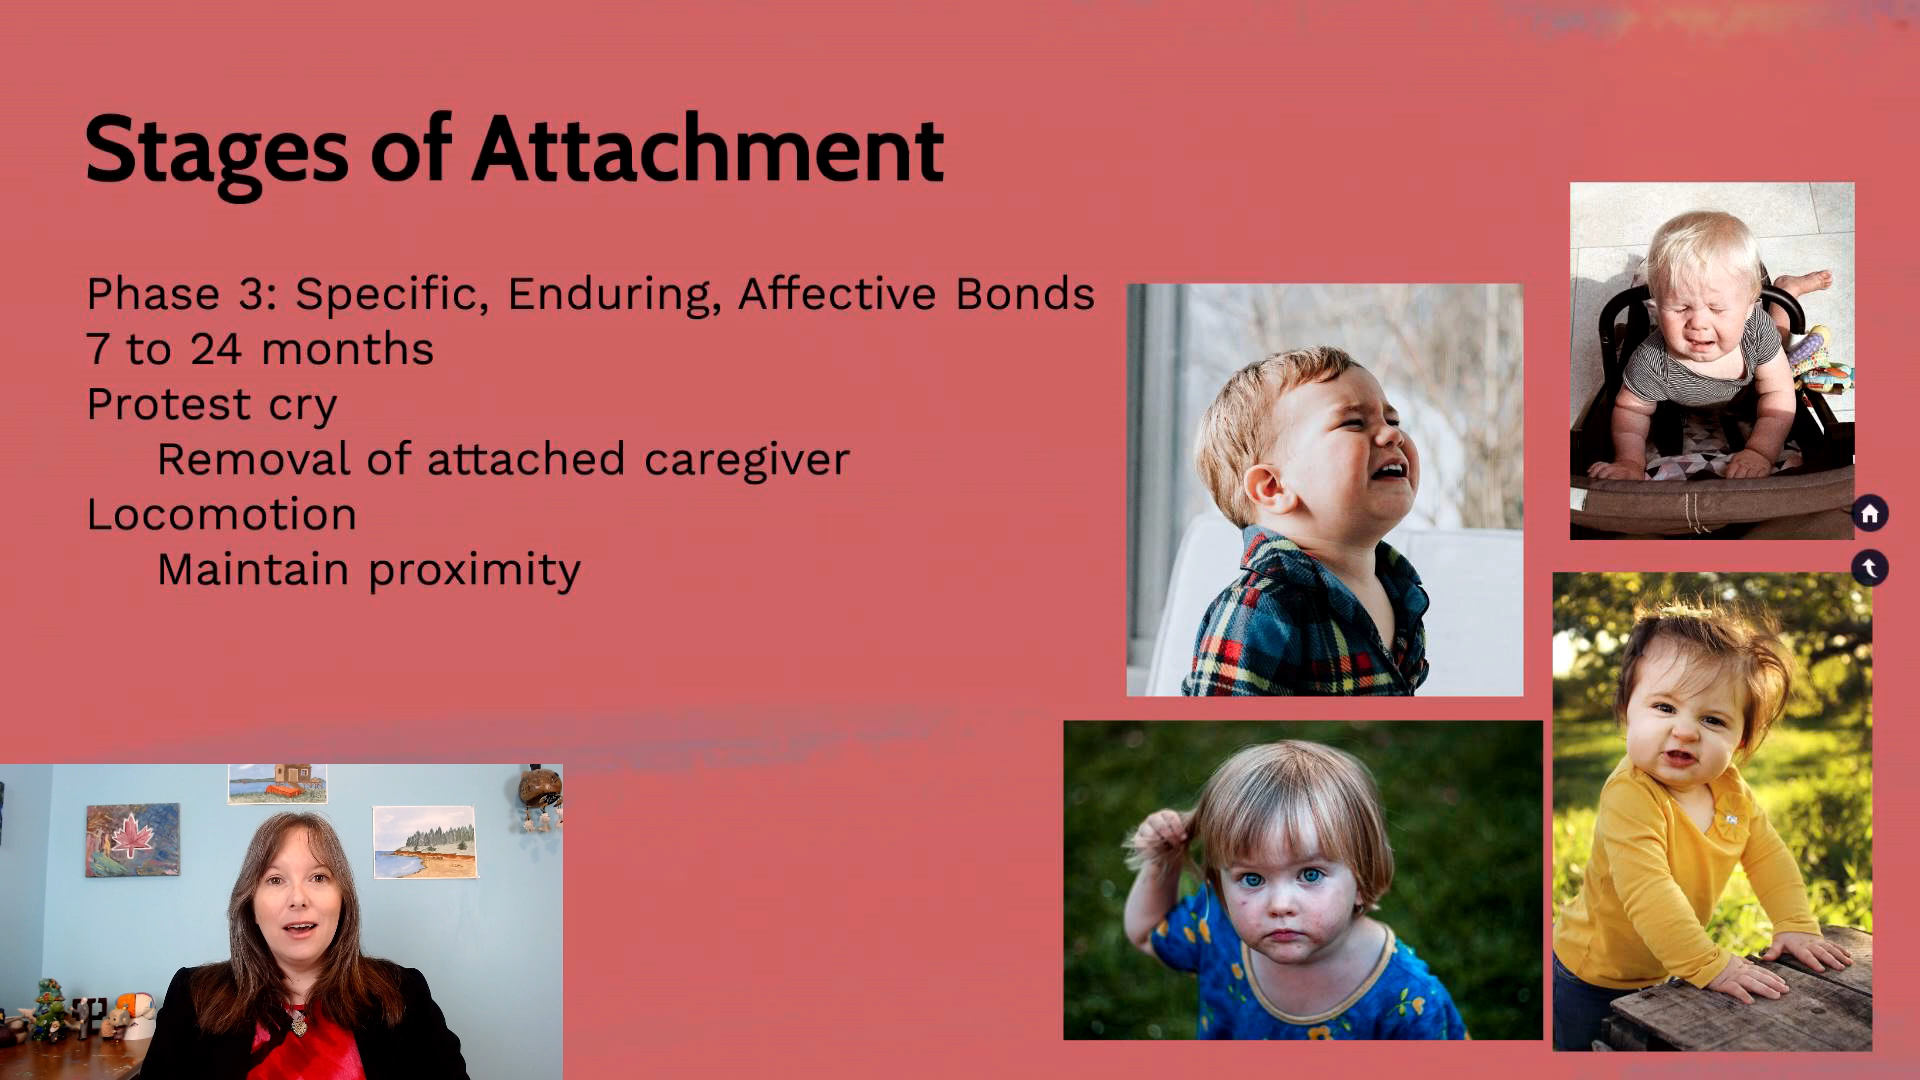 Stages of Attachment
Phase 3: Specific, Enduring, Affective Bonds
7 to 24 months
Protest cry
Removal of attached caregiver
Locomotion
Maintain proximity